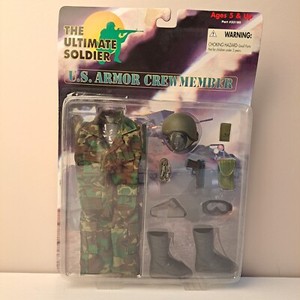 THE
ULTIMATE
SOLDIER
Ages 5 & Up
WARNING:
U.S. ARMOR CREWMEMBER